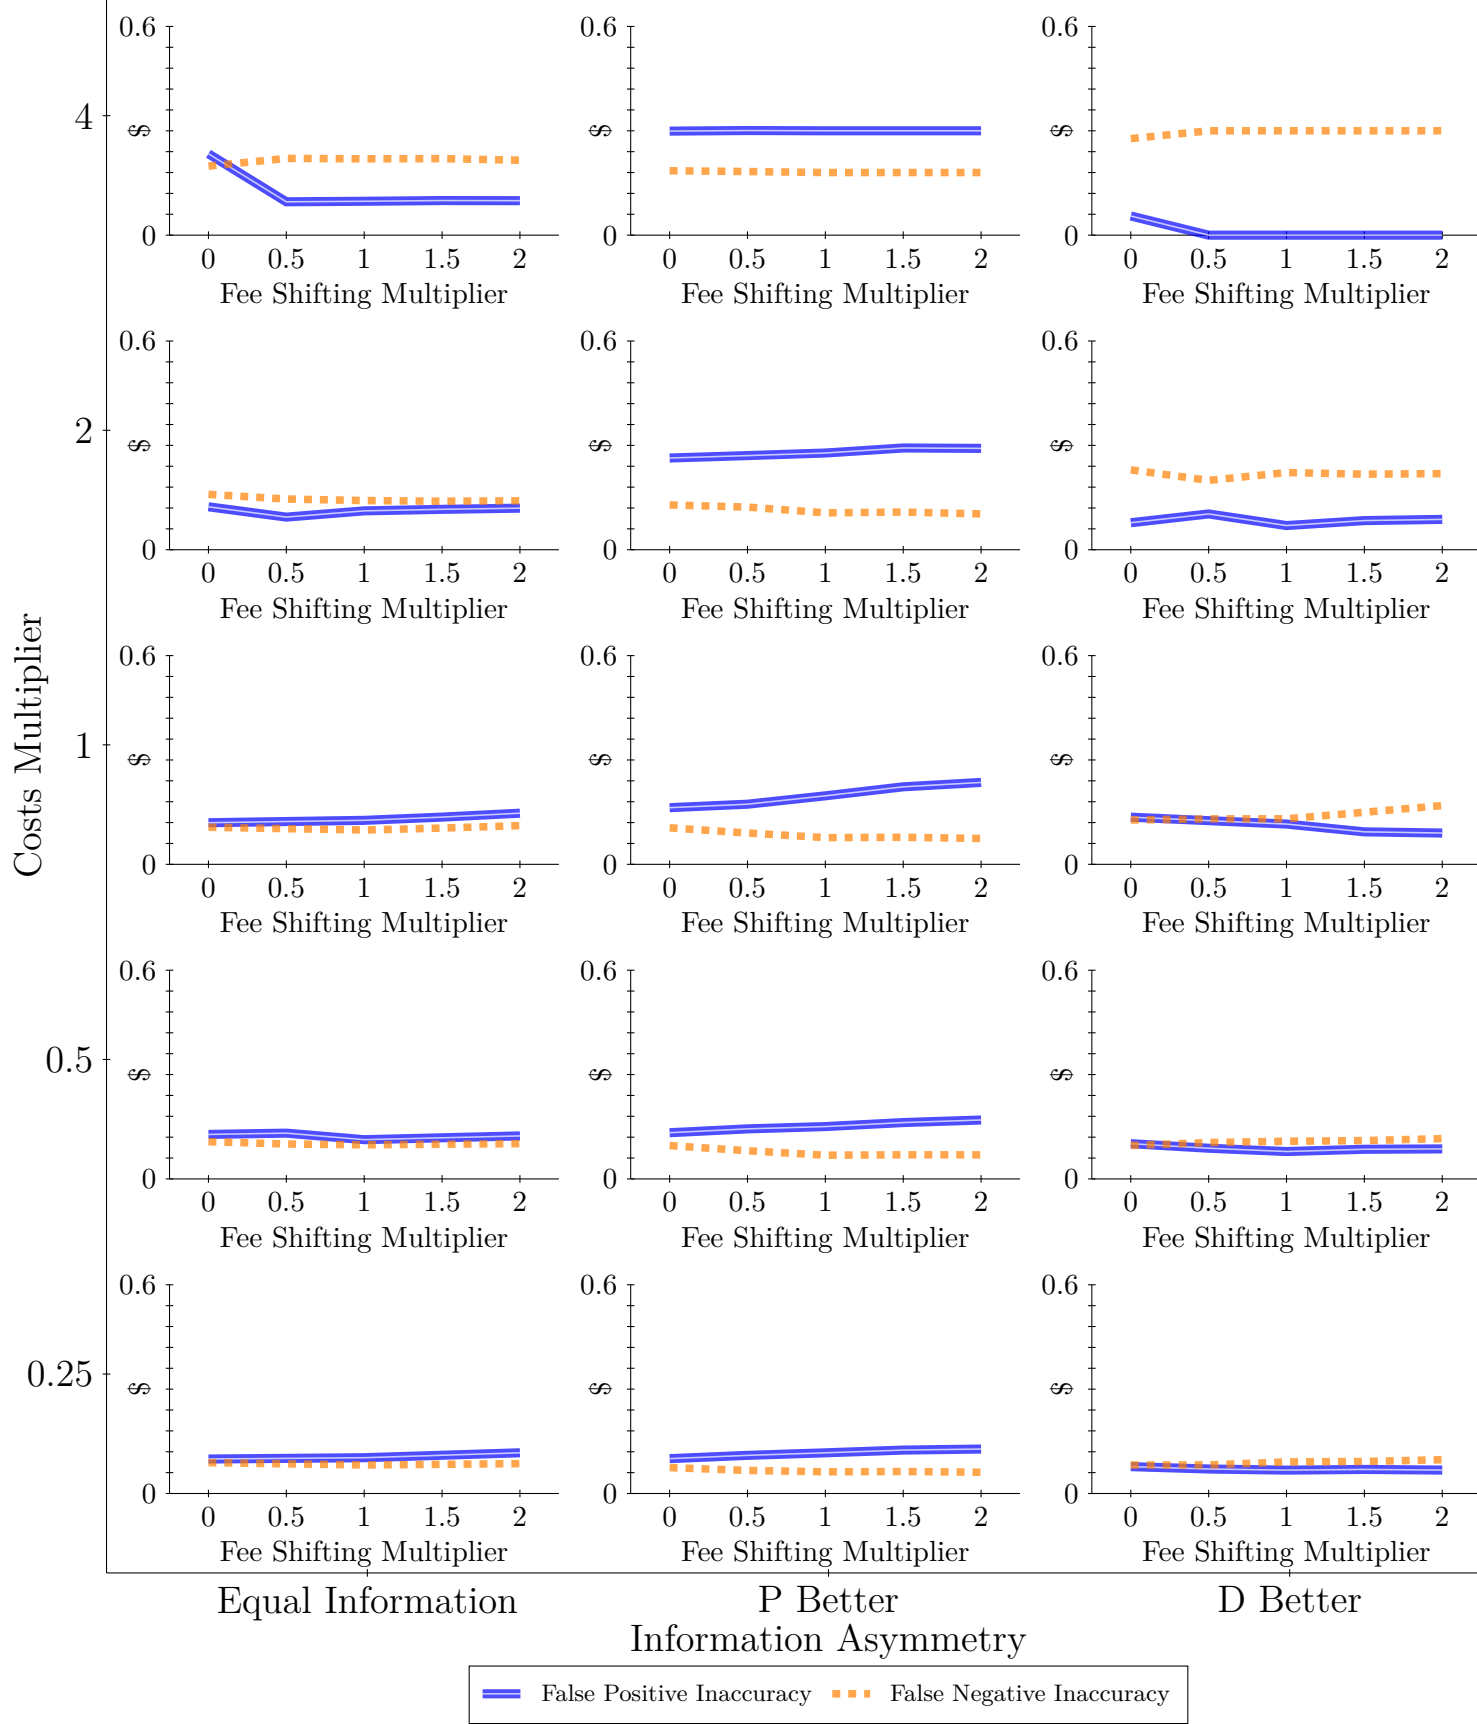 0.6 0.6 0.6
4 $ $ $
0 0 0
0 0.5 1 1.5 2 0 0.5 1 1.5 2 0 0.5 1 1.5 2
Fee Shifting Multiplier Fee Shifting Multiplier Fee Shifting Multiplier
0.6 0.6 0.6
2 $ $ $
0 0 0
0 0.5 1 1.5 2 0 0.5 1 1.5 2 0 0.5 1 1.5 2
Fee Shifting Multiplier Fee Shifting Multiplier Fee Shifting Multiplier
Costs Multiplier
0.6 0.6 0.6
1 $ $ $
0 0 0
0 0.5 1 1.5 2 0 0.5 1 1.5 2 0 0.5 1 1.5 2
Fee Shifting Multiplier Fee Shifting Multiplier Fee Shifting Multiplier
0.6 0.6 0.6
0.5 $ $ $
0 0 0
0 0.5 1 1.5 2 0 0.5 1 1.5 2 0 0.5 1 1.5 2
Fee Shifting Multiplier Fee Shifting Multiplier Fee Shifting Multiplier
0.6 0.6 0.6
0.25 $ $ $
0 0 0
0 0.5 1 1.5 2 0 0.5 1 1.5 2 0 0.5 1 1.5 2
Fee Shifting Multiplier Fee Shifting Multiplier Fee Shifting Multiplier
Equal Information P Better D Better
Information Asymmetry
False Positive Inaccuracy False Negative Inaccuracy